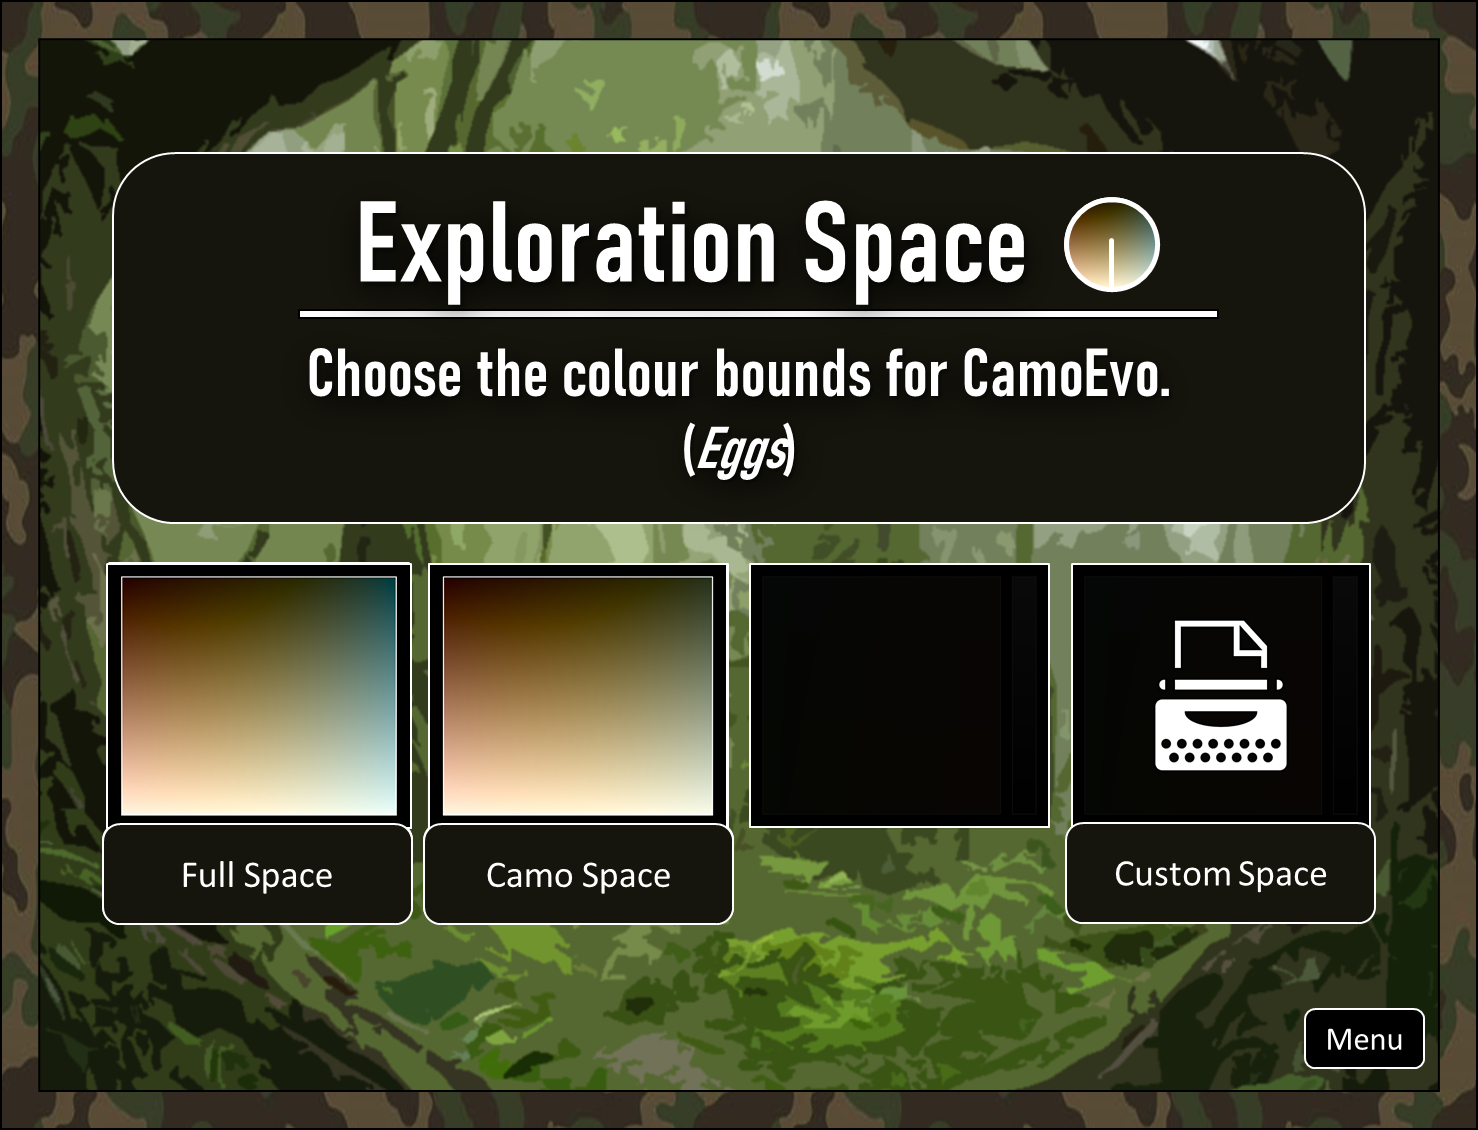 Exploration Space
Choose the colour bounds for CamoEvo.
(Eggs)
Full Space
Camo Space
Custom Space
Menu